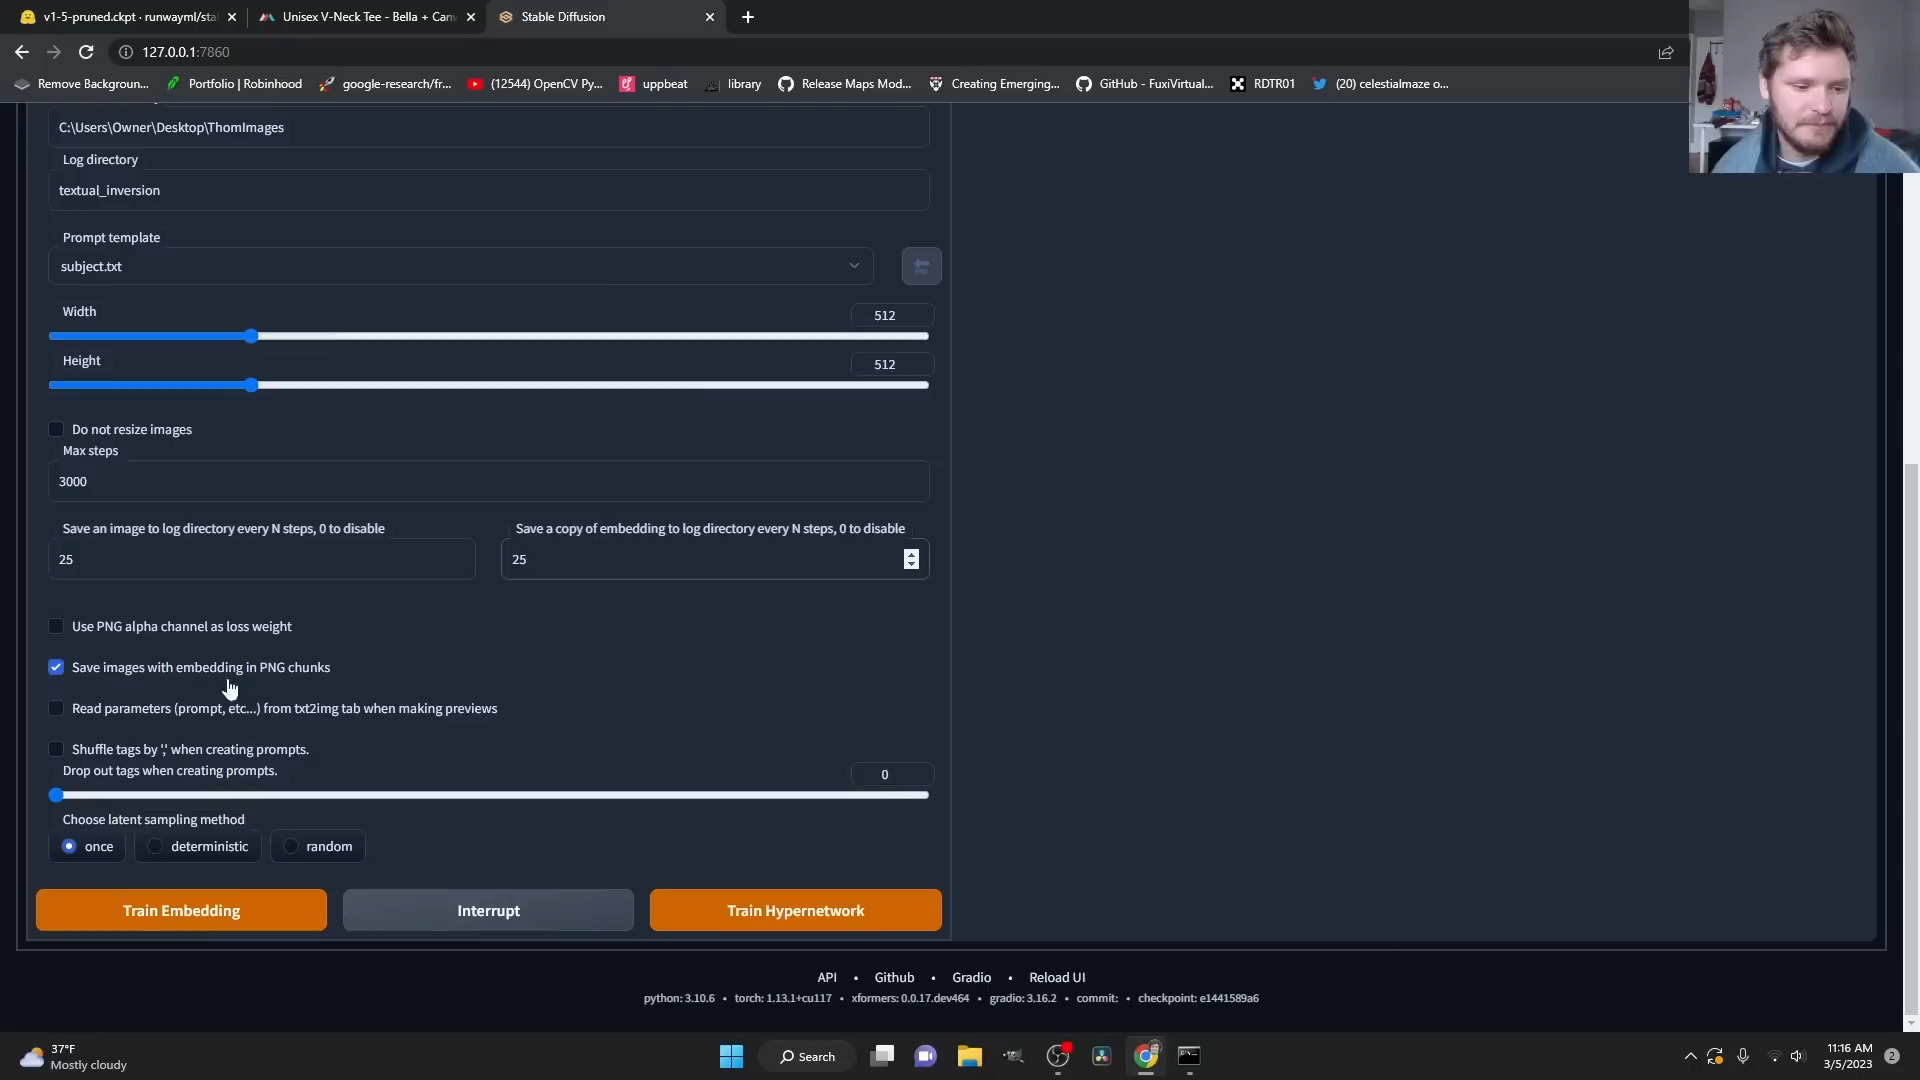 v1-5-pruned.ckpt · runwayml/sta
Unisex V-Neck Tee - Bella + Canv
Stable Diffusion
127.0.0.1:7860
Remove Backgroun...
Portfolio | Robinhood
google-research/fr...
(12544) OpenCV Py...
uppbeat
library
Release Maps Mod...
Creating Emerging...
GitHub - FuxiVirtual...
RDTR01
(20) celestialmaze o...
C:\Users\Owner\Desktop\ThomImages
Log directory
textual_inversion
Prompt template
subject.txt
Width
512
Height
512
Do not resize images
Max steps
3000
Save an image to log directory every N steps, 0 to disable
Save a copy of embedding to log directory every N steps, 0 to disable
25
25
Use PNG alpha channel as loss weight
Save images with embedding in PNG chunks
Read parameters (prompt, etc...) from txt2img tab when making previews
Shuffle tags by ',' when creating prompts.
Drop out tags when creating prompts.
0
Choose latent sampling method
once
deterministic
random
Train Embedding
Interrupt
Train Hypernetwork
API • Github • Gradio • Reload UI
python: 3.10.6 • torch: 1.13.1+cu117 • xformers: 0.0.17.dev464 • gradio: 3.16.2 • commit: • checkpoint: e1441589a6
37°F
Mostly cloudy
Search
11:16 AM
3/5/2023
2